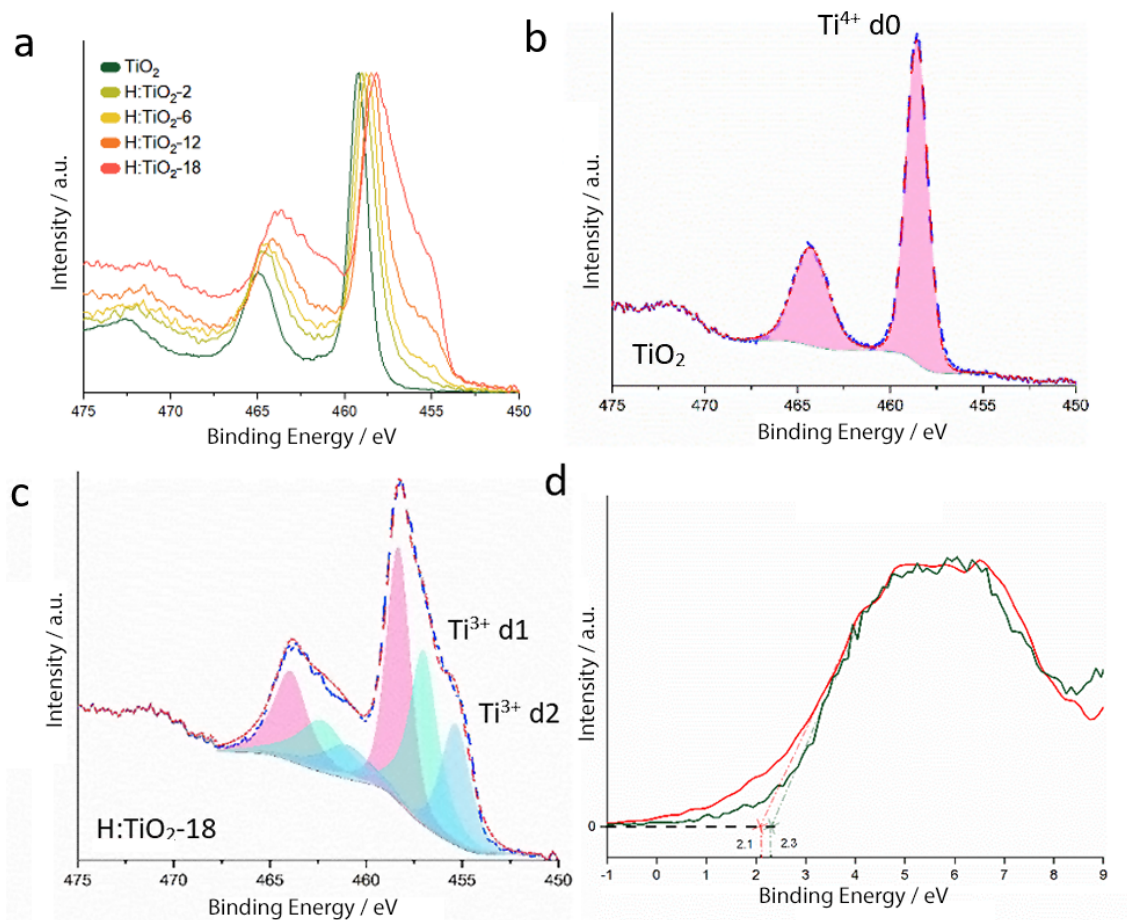 a
TiO₂
H:TiO₂-2
H:TiO₂-6
H:TiO₂-12
H:TiO₂-18
Intensity / a.u.
475 470 465 460 455 450
Binding Energy / eV
b
Ti⁴⁺ d0
TiO₂
Intensity / a.u.
475 470 465 460 455 450
Binding Energy / eV
c
Ti³⁺ d1
Ti³⁺ d2
H:TiO₂-18
Intensity / a.u.
475 470 465 460 455 450
Binding Energy / eV
d
Intensity / a.u.
0
2.1 2.3
-1 0 1 2 3 4 5 6 7 8 9
Binding Energy / eV